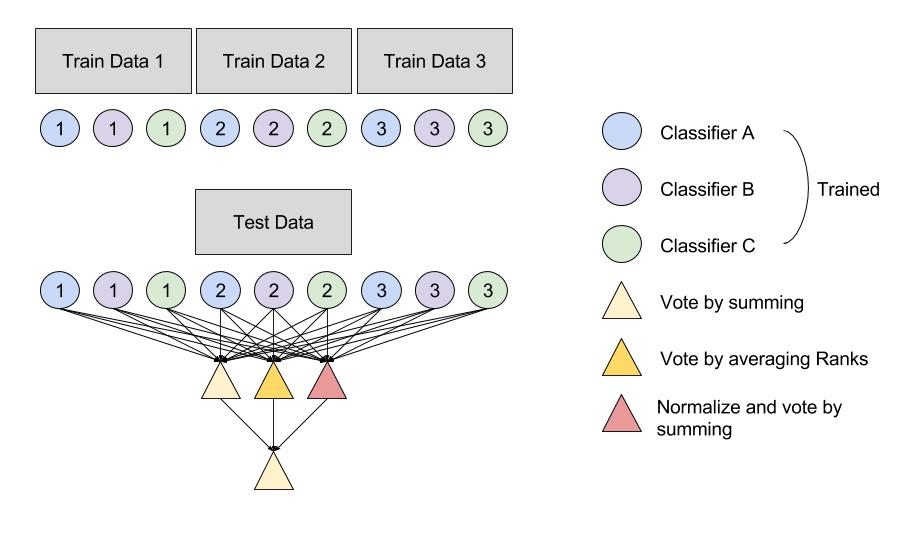 Train Data 1 Train Data 2 Train Data 3
1 1 1 2 2 2 3 3 3
Test Data
1 1 1 2 2 2 3 3 3
Classifier A
Classifier B
Trained
Classifier C
Vote by summing
Vote by averaging Ranks
Normalize and vote by
summing